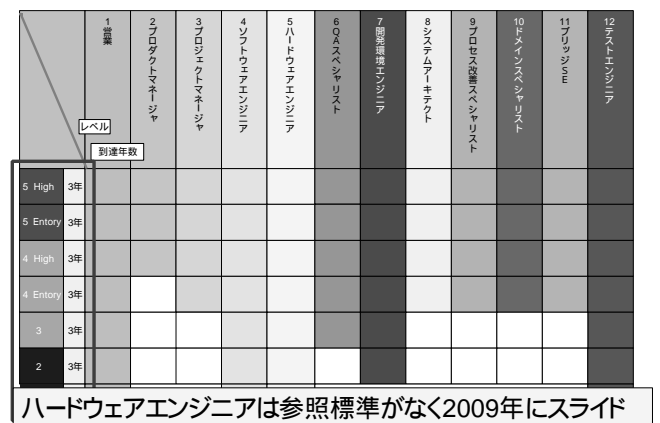 1 営業
2 プロダクトマネージャ
3 プロジェクトマネージャ
4 ソフトウェアエンジニア
5 ハードウェアエンジニア
6 QAスペシャリスト
7 開発環境エンジニア
8 システムアーキテクト
9 プロセス改善スペシャリスト
10 ドメインスペシャリスト
11 ブリッジSE
12 テストエンジニア
レベル
到達年数
5 High 3年
5 Entory 3年
4 High 3年
4 Entory 3年
3 3年
2 3年
ハードウェアエンジニアは参照標準がなく2009年にスライド